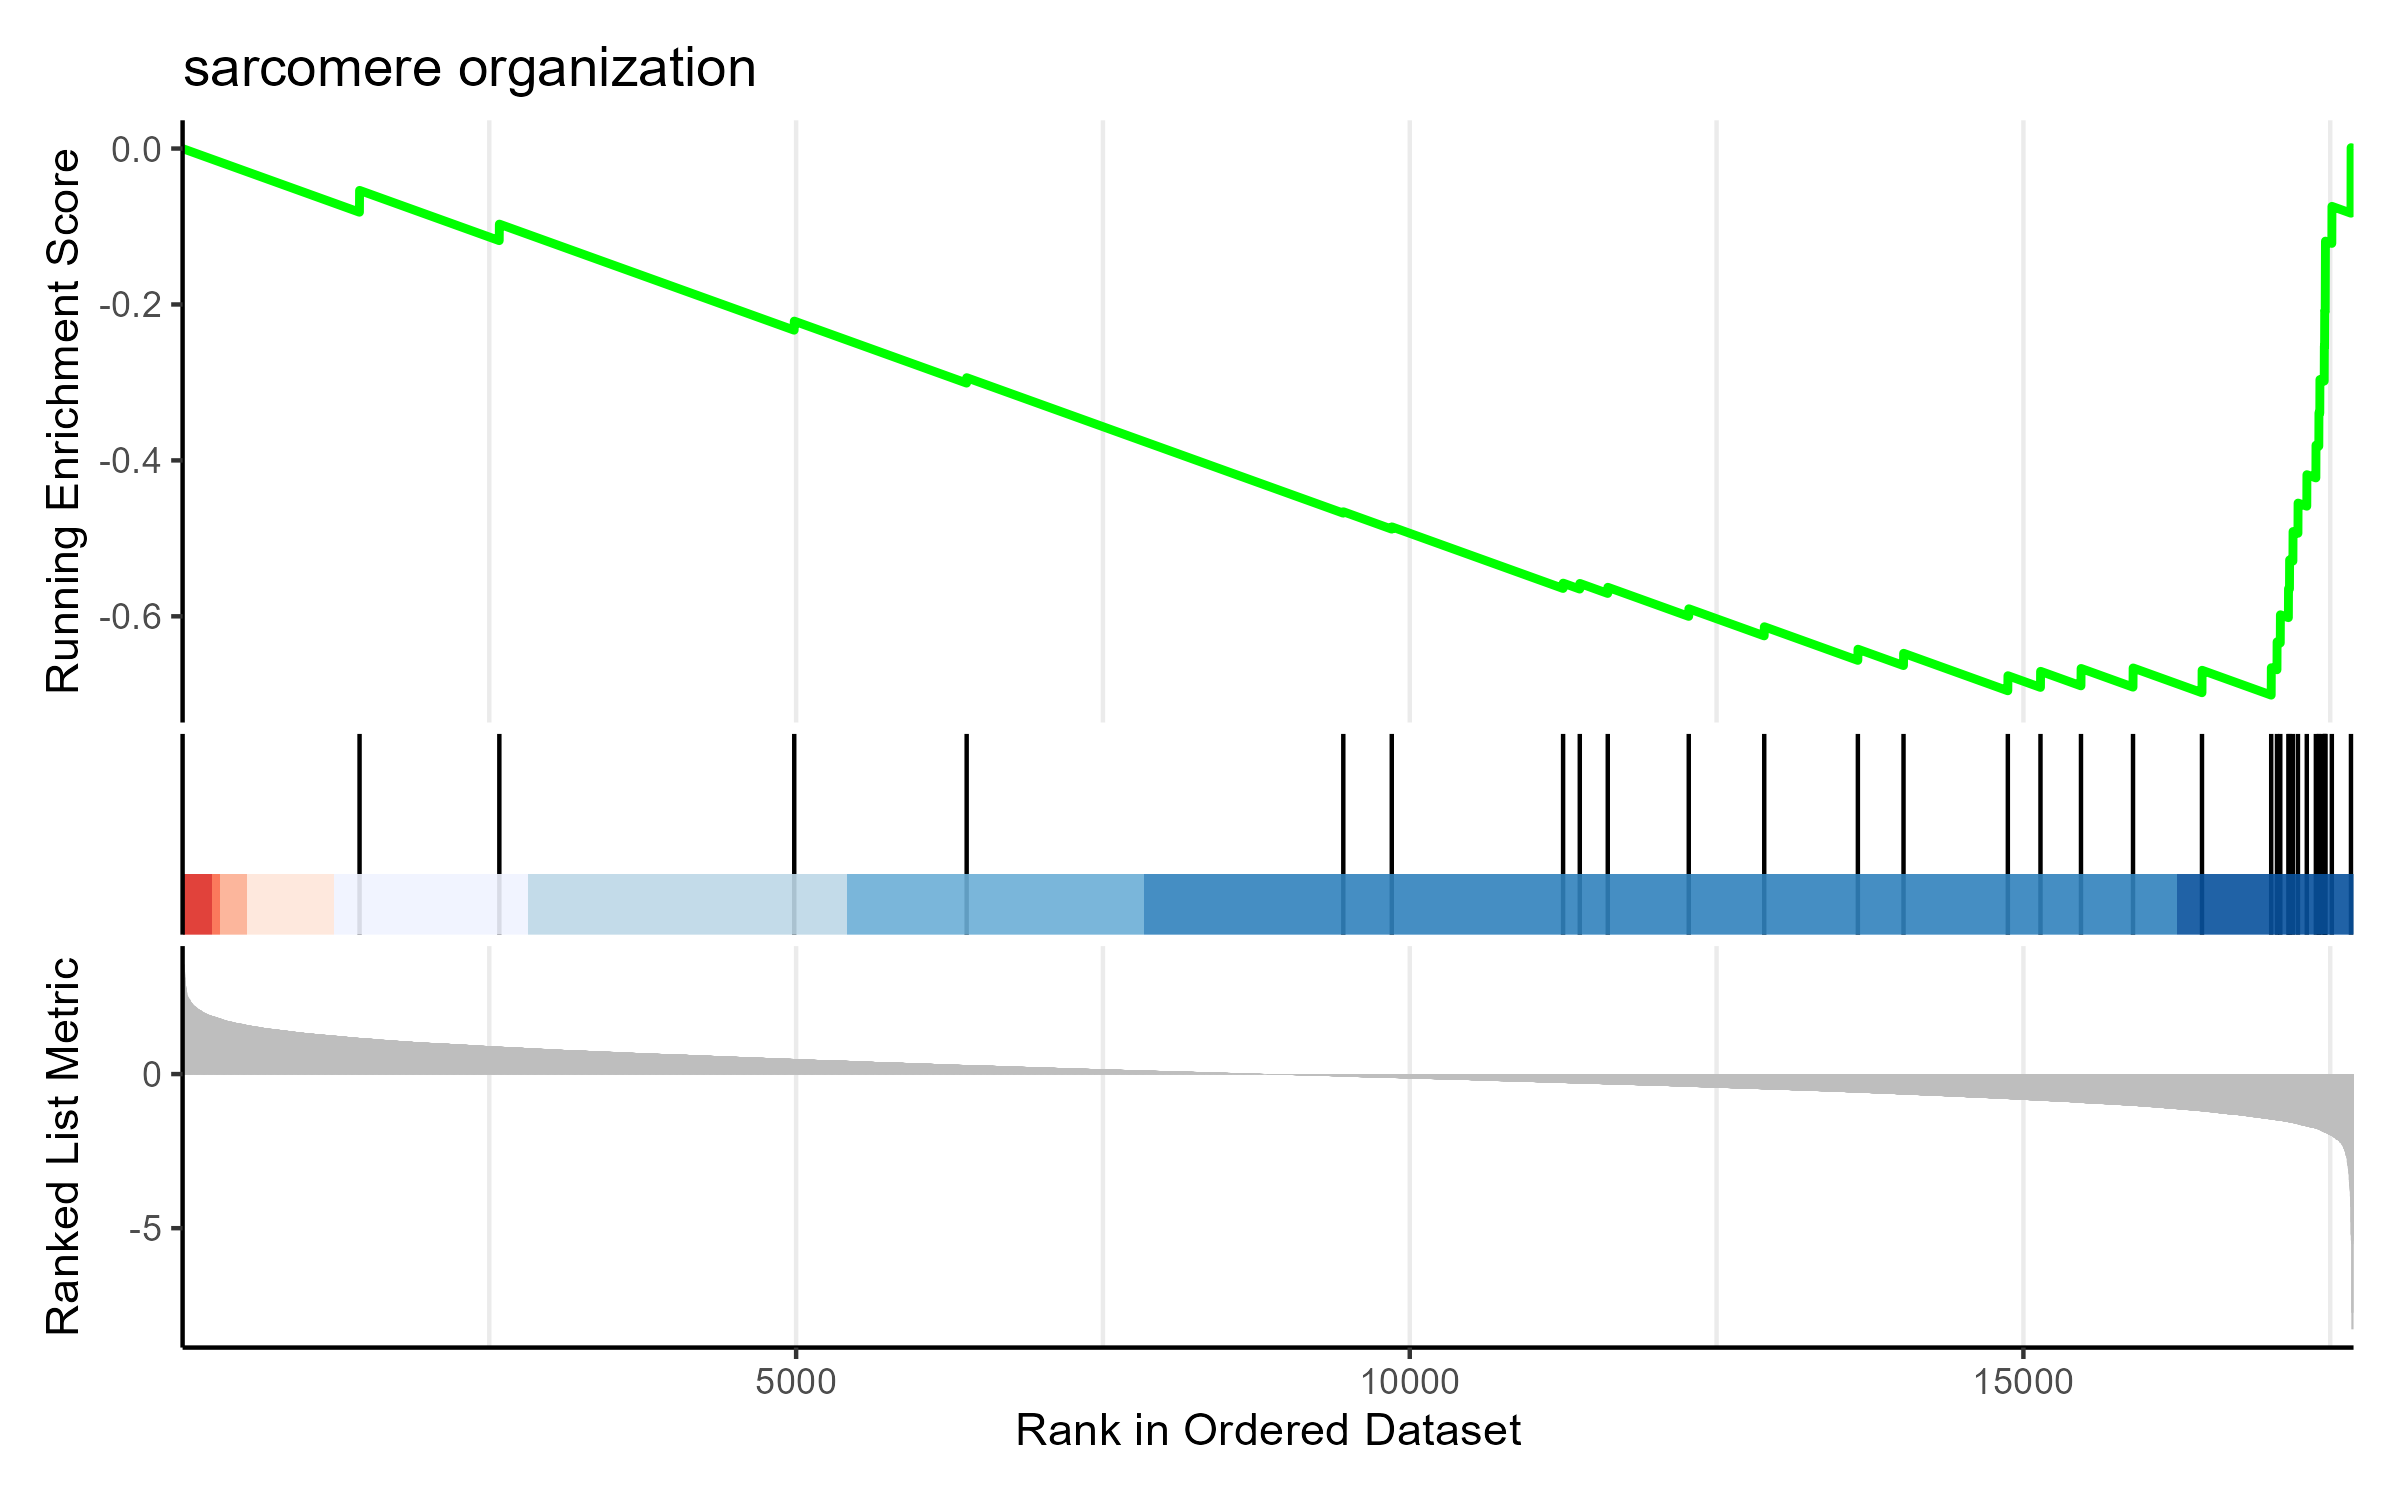 sarcomere organization
Running Enrichment Score
0.0
-0.2
-0.4
-0.6
Ranked List Metric
0
-5
5000
10000
15000
Rank in Ordered Dataset